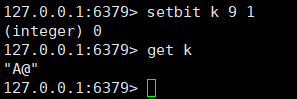 127.0.0.1:6379> setbit k 9 1
(integer) 0
127.0.0.1:6379> get k
"A@"
127.0.0.1:6379>